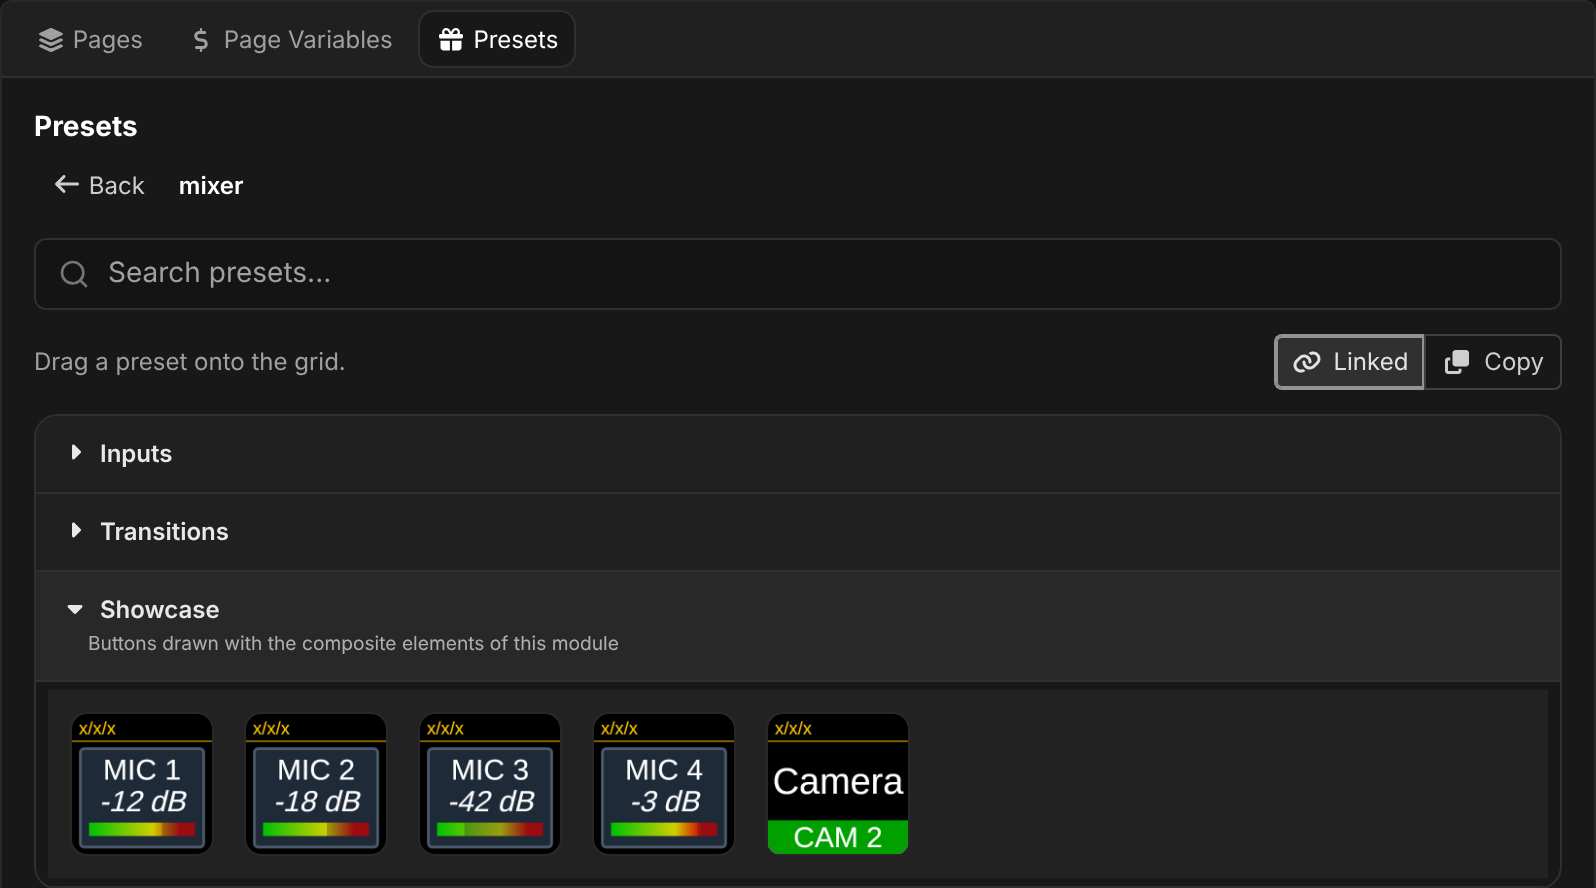 Pages
Page Variables
Presets
Presets
Back
mixer
Search presets...
Drag a preset onto the grid.
Linked
Copy
Inputs
Transitions
Showcase
Buttons drawn with the composite elements of this module
x/x/x
MIC 1
-12 dB
x/x/x
MIC 2
-18 dB
x/x/x
MIC 3
-42 dB
x/x/x
MIC 4
-3 dB
x/x/x
Camera
CAM 2